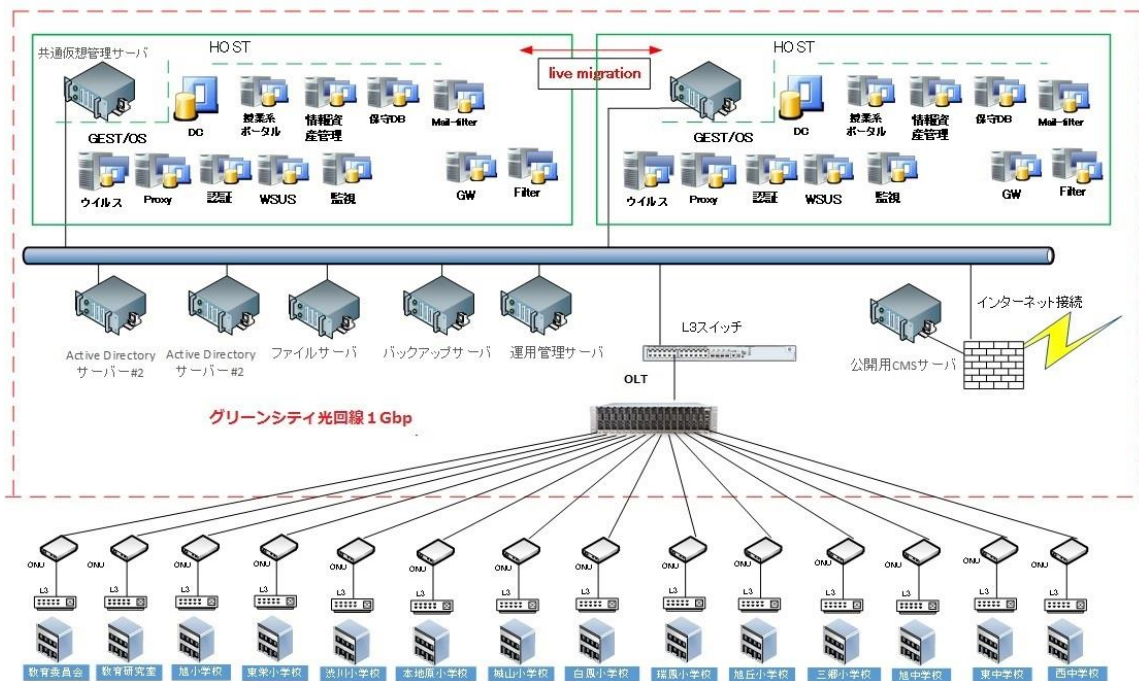 HOST
共通仮想管理サーバ
GEST/OS
DC
授業系
ポータル
情報資
産管理
保守DB
Mail-filter
ウイルス
Proxy
認証
WSUS
監視
GW
Filter
live migration
HOST
GEST/OS
DC
授業系
ポータル
情報資
産管理
保守DB
Mail-filter
ウイルス
Proxy
認証
WSUS
監視
GW
Filter
Active Directory
サーバー#2
Active Directory
サーバー#2
ファイルサーバ
バックアップサーバ
運用管理サーバ
L3スイッチ
OLT
公開用CMSサーバ
インターネット接続
グリーンシティ光回線1Gbp
ONU
ONU
ONU
ONU
ONU
ONU
ONU
ONU
ONU
ONU
ONU
ONU
ONU
ONU
L3
L3
L3
L3
L3
L3
L3
L3
L3
L3
L3
L3
L3
L3
教育委員会
教育研究室
旭小学校
東栄小学校
渋川小学校
本地原小学校
城山小学校
白鳳小学校
瑞鳳小学校
旭丘小学校
三郷小学校
旭中学校
東中学校
西中学校